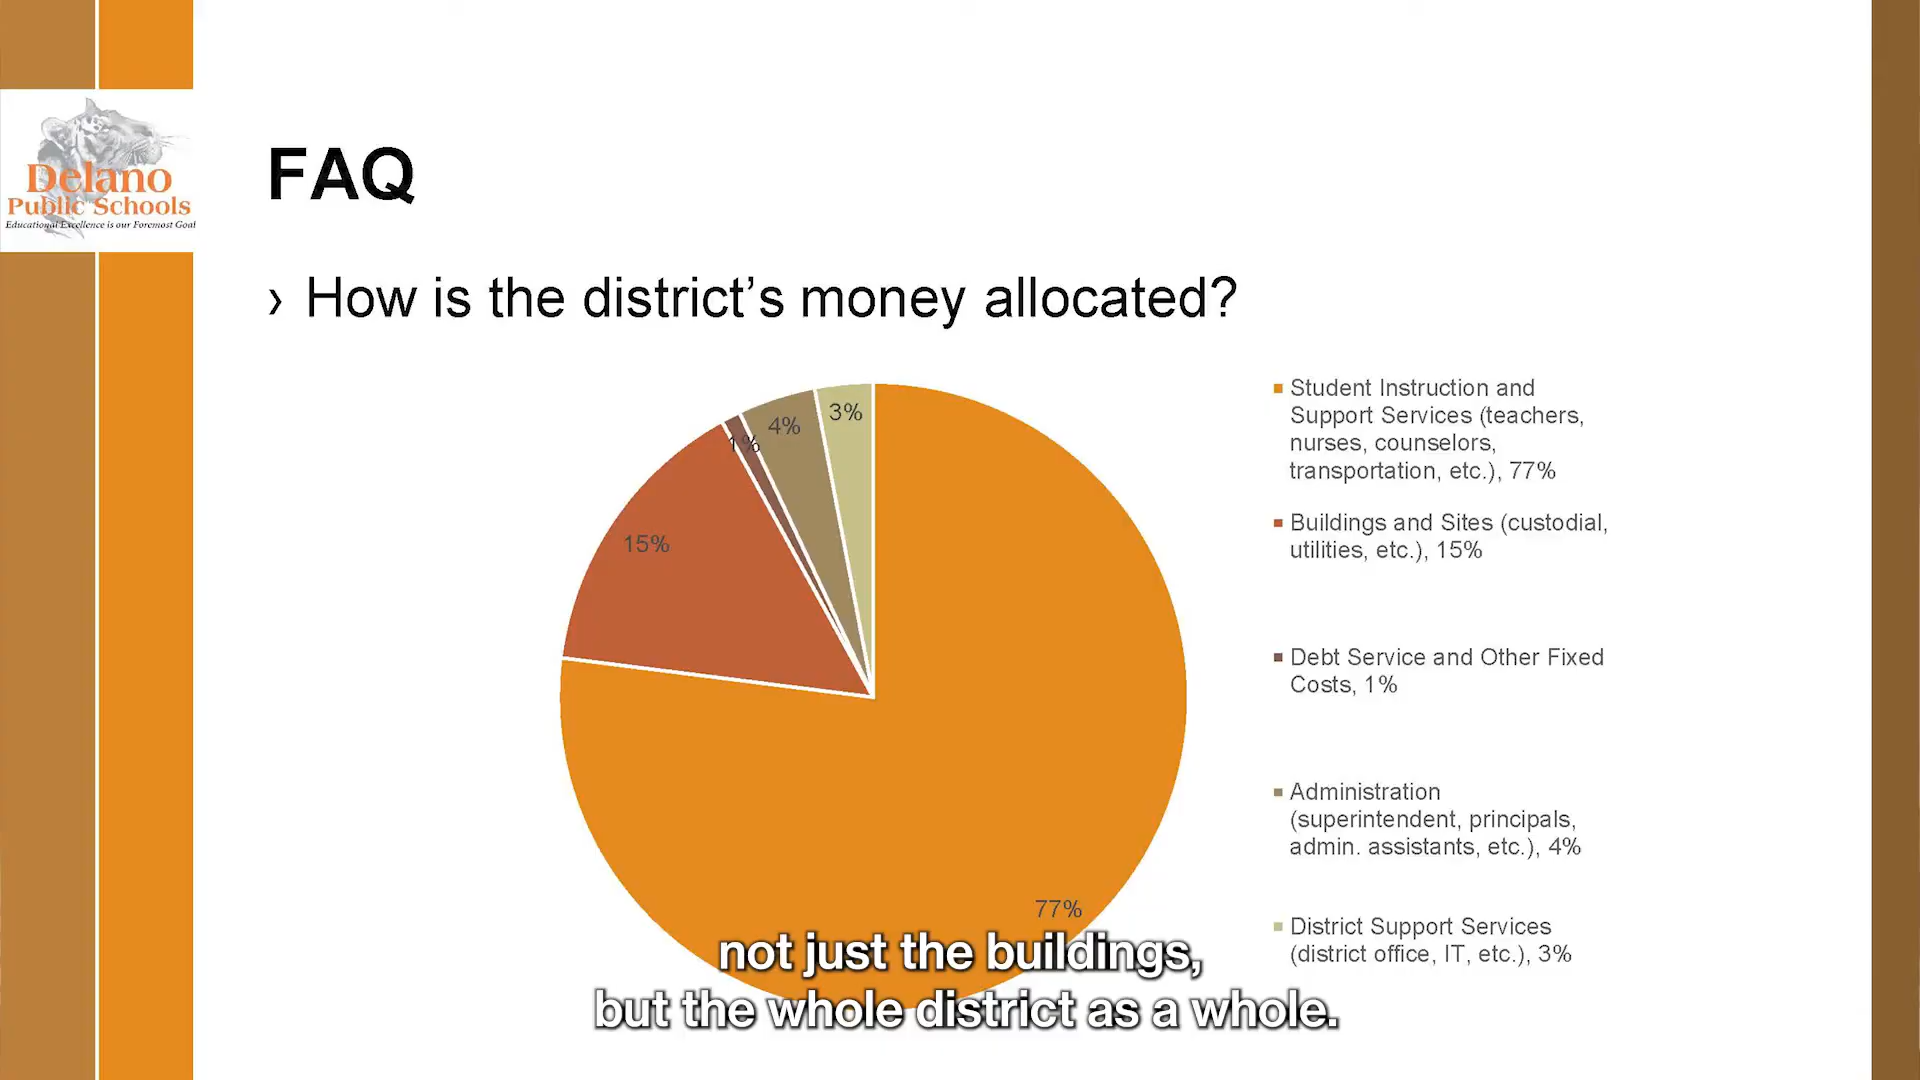 Delano
Public Schools
Educational Excellence is our Foremost Goal
FAQ
› How is the district’s money allocated?
3%
4%
1%
15%
77%
Student Instruction and
Support Services (teachers,
nurses, counselors,
transportation, etc.), 77%
Buildings and Sites (custodial,
utilities, etc.), 15%
Debt Service and Other Fixed
Costs, 1%
Administration
(superintendent, principals,
admin. assistants, etc.), 4%
District Support Services
(district office, IT, etc.), 3%
not just the buildings,
but the whole district as a whole.